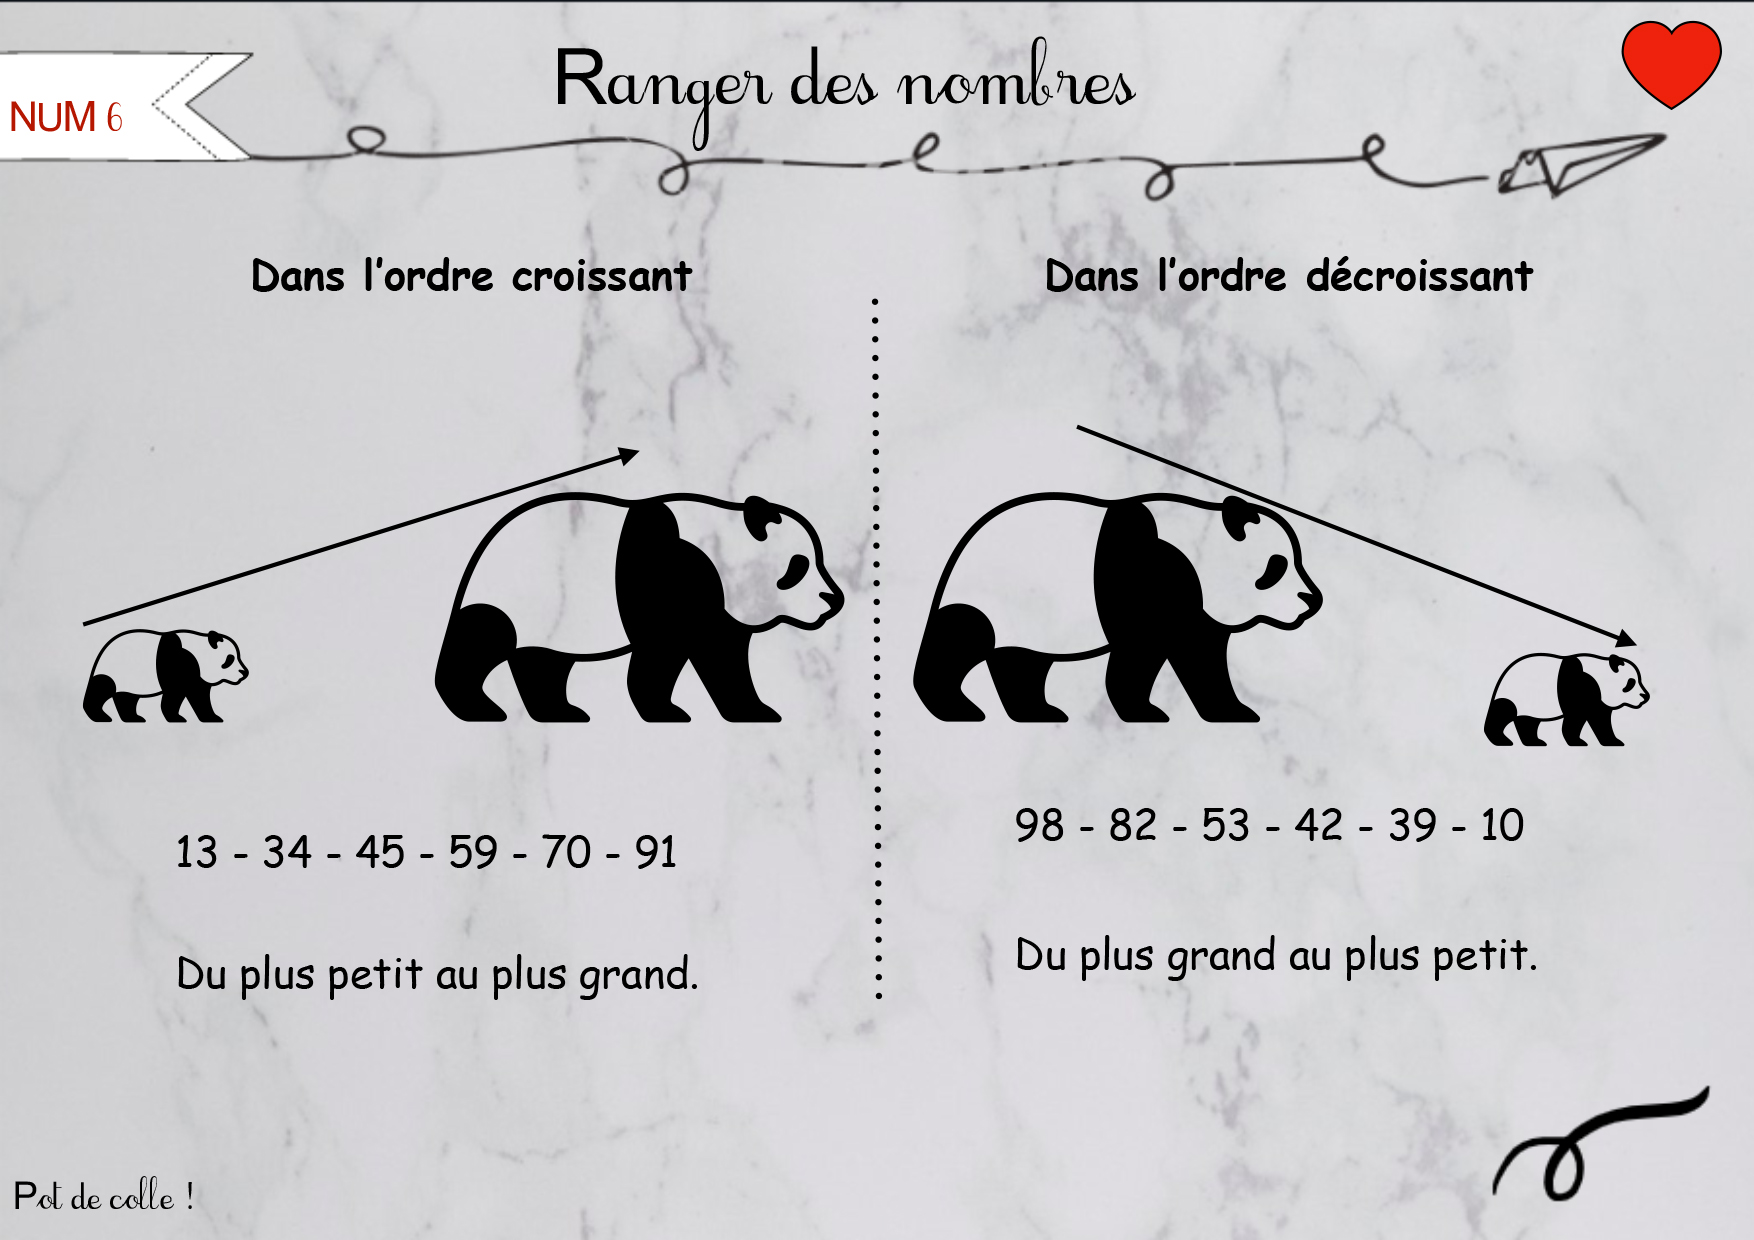 NUM 6
Ranger des nombres
Dans l'ordre croissant
13 - 34 - 45 - 59 - 70 - 91
Du plus petit au plus grand.
Dans l'ordre décroissant
98 - 82 - 53 - 42 - 39 - 10
Du plus grand au plus petit.
Pot de colle !